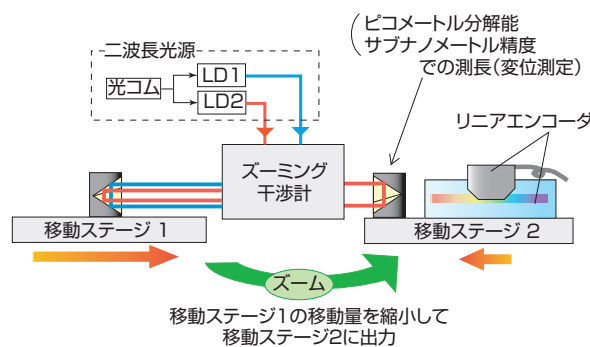 二波長光源
光コム
LD1
LD2
ピコメートル分解能
サブナノメートル精度
での測長(変位測定)
リニアエンコーダ
ズーミング
干渉計
移動ステージ 1
移動ステージ 2
ズーム
移動ステージ1の移動量を縮小して
移動ステージ2に出力